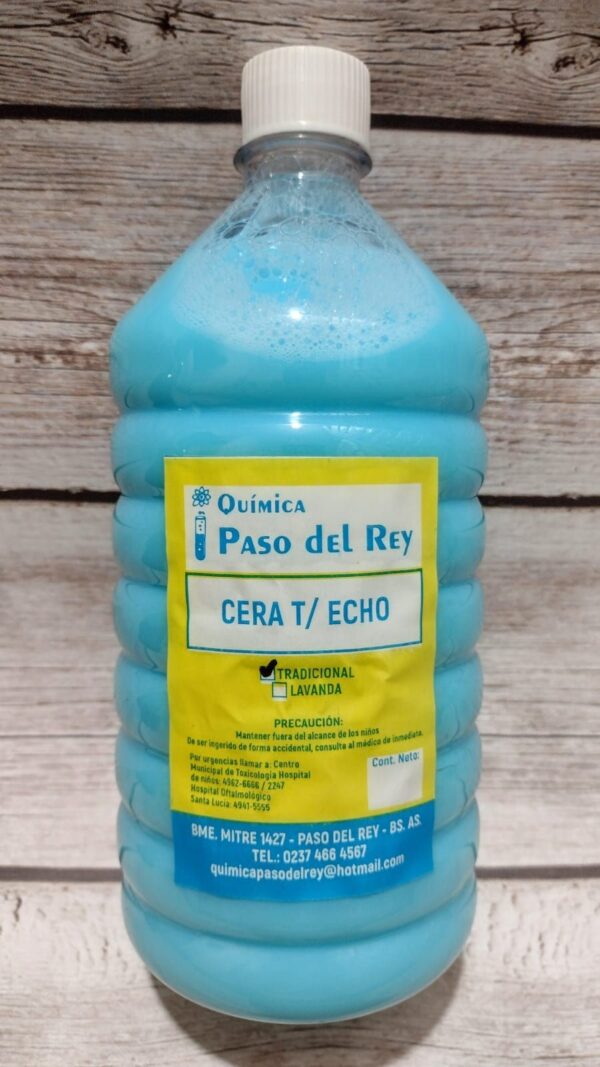 QUÍMICA
PASO DEL REY
CERA T/ ECHO
TRADICIONAL
LAVANDA
PRECAUCIÓN:
Mantener fuera del alcance de los niños
De ser ingerido de forma accidental, consulte al médico de inmediato.
Por urgencias llamar a: Centro
Municipal de Toxicología Hospital
de niños: 4962-6666 / 2247
Hospital Oftalmológico
Santa Lucía: 4941-5555
Cont. Neto:
BME. MITRE 1427 - PASO DEL REY - BS. AS.
TEL.: 0237 466 4567
quimicapasodelrey@hotmail.com